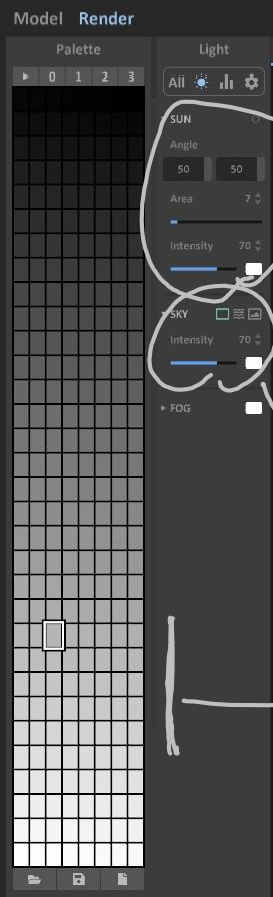 Model Render
Palette
0 1 2 3
Light
All
SUN
Angle
50 50
Area 7
Intensity 70
SKY
Intensity 70
FOG